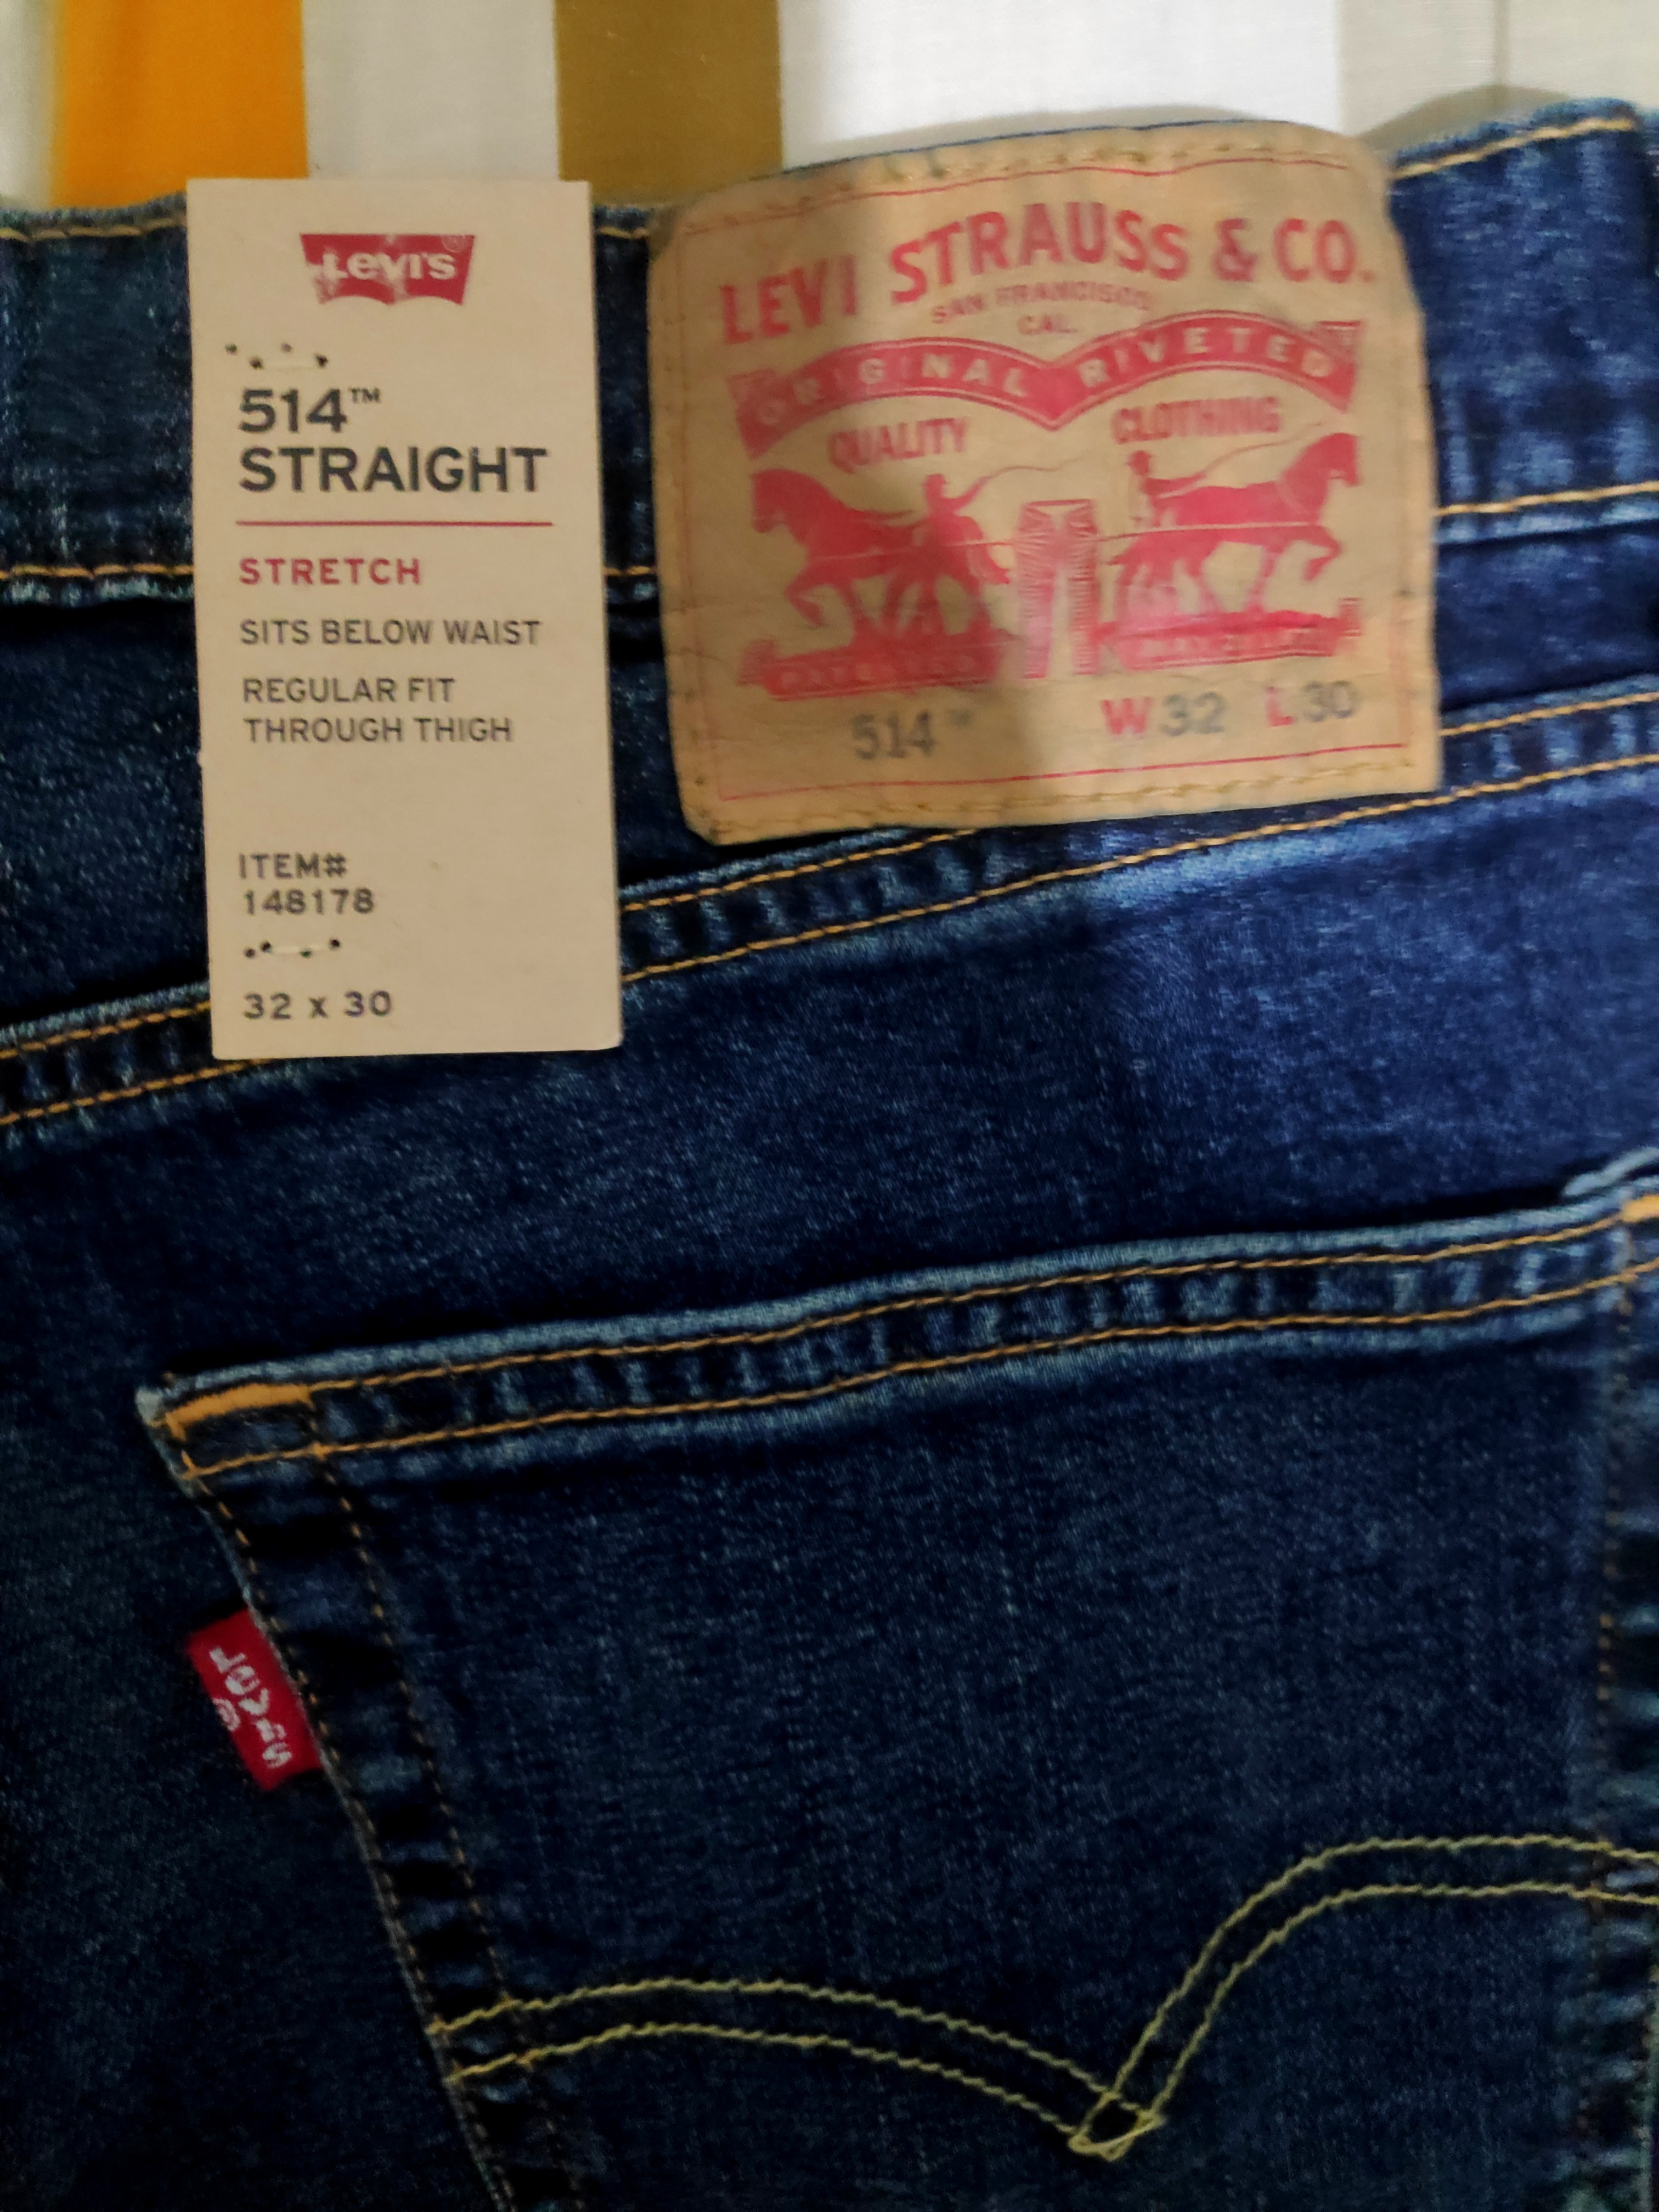 Levi's®
514™
STRAIGHT
STRETCH
SITS BELOW WAIST
REGULAR FIT
THROUGH THIGH
ITEM#
148178
32 x 30
LEVI STRAUSS & CO.
SAN FRANCISCO
CAL.
ORIGINAL RIVETED
QUALITY CLOTHING
514™ W32 L30
Levi's
®